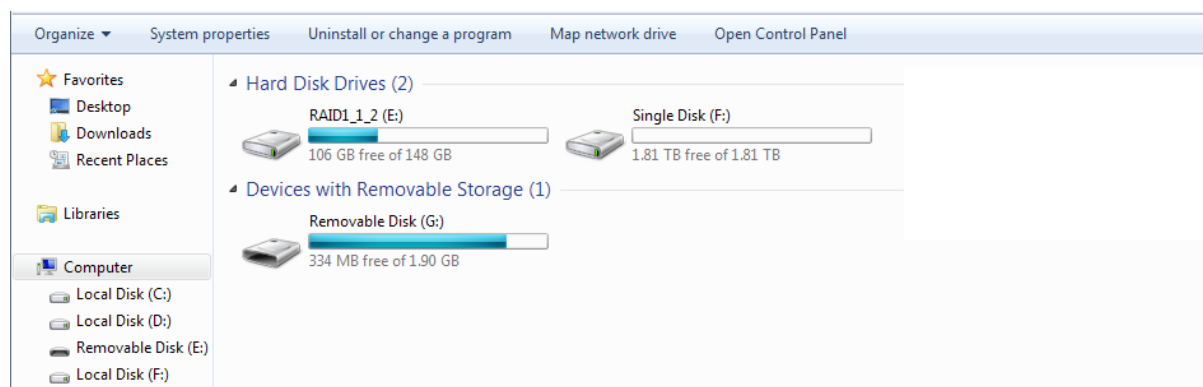 Organize System properties Uninstall or change a program Map network drive Open Control Panel
Favorites
Desktop
Downloads
Recent Places
Libraries
Computer
Local Disk (C:)
Local Disk (D:)
Removable Disk (E:)
Local Disk (F:)
Hard Disk Drives (2)
RAID1_1_2 (E:)
106 GB free of 148 GB
Single Disk (F:)
1.81 TB free of 1.81 TB
Devices with Removable Storage (1)
Removable Disk (G:)
334 MB free of 1.90 GB